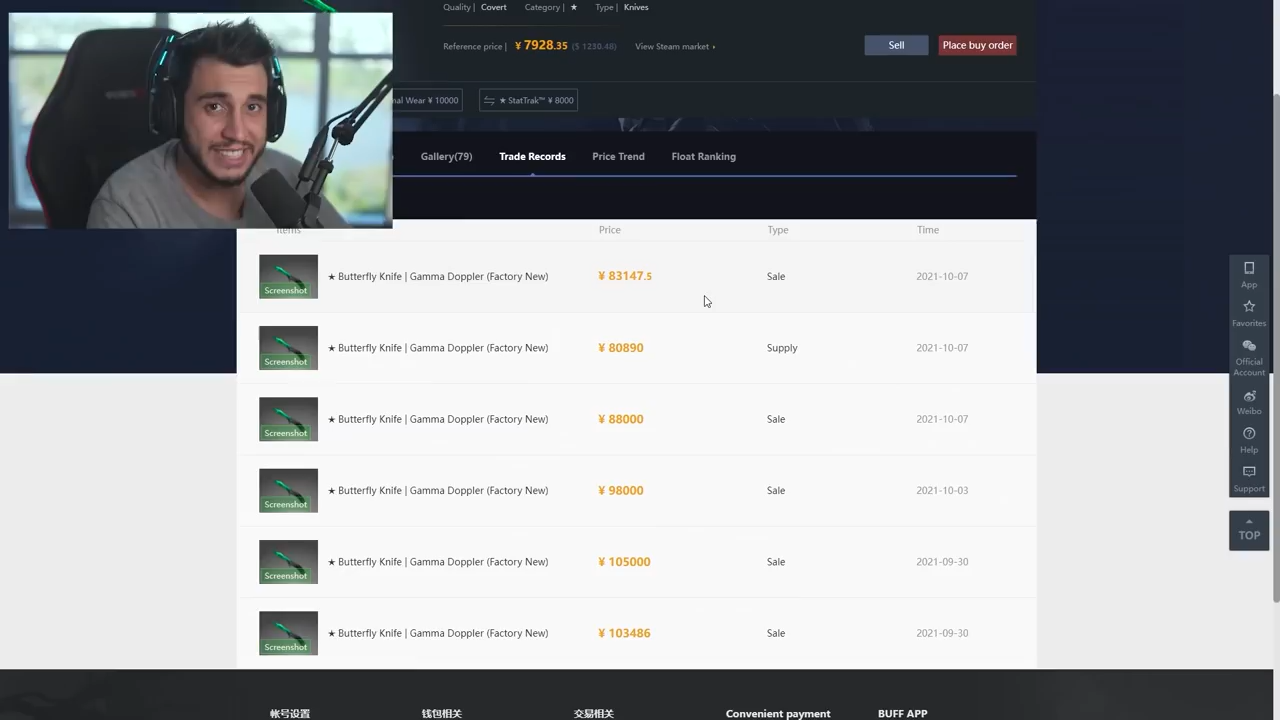 Quality | Covert Category | ★ Type | Knives
Reference price | ¥ 7928.35 ($ 1230.48) View Steam market
Sell
Place buy order
nal Wear ¥ 10000
★ StatTrak™ ¥ 8000
Gallery(79) Trade Records Price Trend Float Ranking
Items Price Type Time
Screenshot ★ Butterfly Knife | Gamma Doppler (Factory New) ¥ 83147.5 Sale 2021-10-07
Screenshot ★ Butterfly Knife | Gamma Doppler (Factory New) ¥ 80890 Supply 2021-10-07
Screenshot ★ Butterfly Knife | Gamma Doppler (Factory New) ¥ 88000 Sale 2021-10-07
Screenshot ★ Butterfly Knife | Gamma Doppler (Factory New) ¥ 98000 Sale 2021-10-03
Screenshot ★ Butterfly Knife | Gamma Doppler (Factory New) ¥ 105000 Sale 2021-09-30
Screenshot ★ Butterfly Knife | Gamma Doppler (Factory New) ¥ 103486 Sale 2021-09-30
App
Favorites
Official
Account
Weibo
Help
Support
TOP
帐号设置 钱包相关 交易相关 Convenient payment BUFF APP